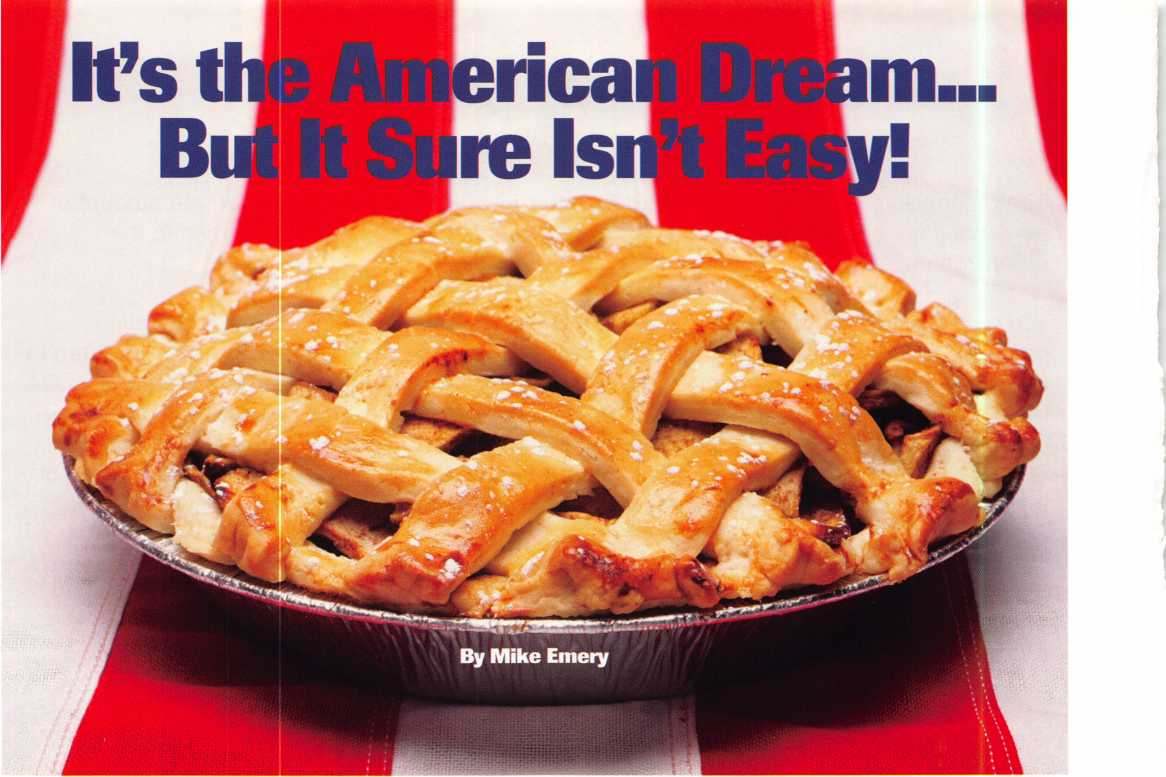 It's the American Dream...
But It Sure Isn't Easy!
By Mike Emery